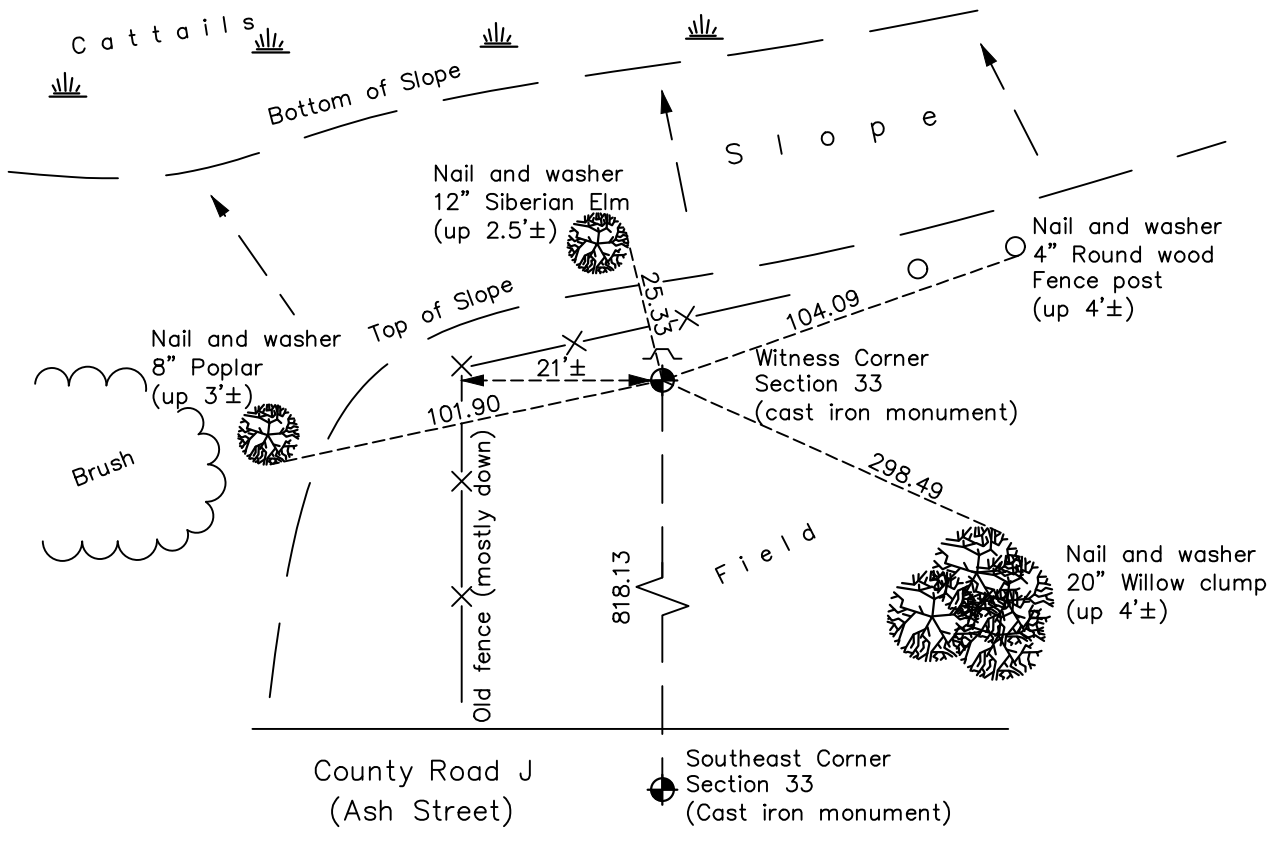 Cattails
Bottom of Slope
Slope
Nail and washer
12” Siberian Elm
(up 2.5’±)
Nail and washer
4” Round wood
Fence post
(up 4’±)
25.33
104.09
Top of Slope
Nail and washer
8” Poplar
(up 3’±)
21’±
Witness Corner
Section 33
(cast iron monument)
101.90
Brush
298.49
Old fence (mostly down)
818.13
Field
Nail and washer
20” Willow clump
(up 4’±)
County Road J
(Ash Street)
Southeast Corner
Section 33
(Cast iron monument)